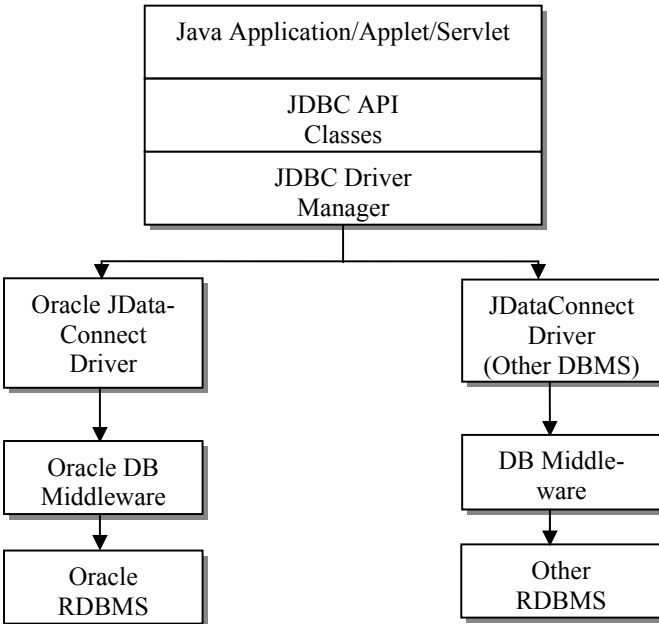 Java Application/Applet/Servlet
JDBC API
Classes
JDBC Driver
Manager
Oracle JData-
Connect
Driver
JDataConnect
Driver
(Other DBMS)
Oracle DB
Middleware
DB Middle-
ware
Oracle
RDBMS
Other
RDBMS